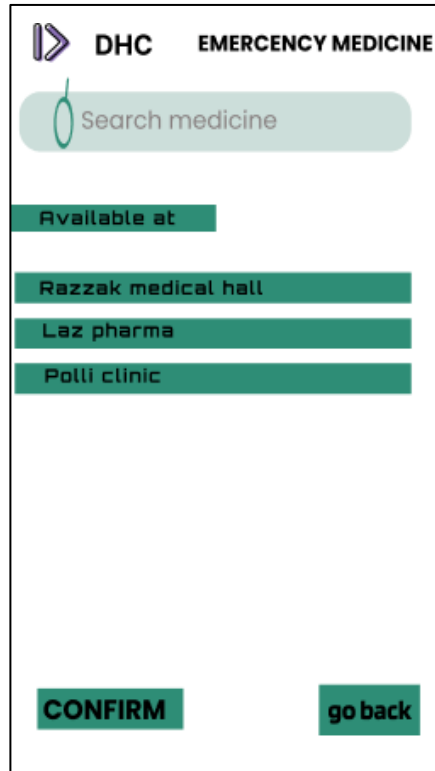 DHC EMERCENCY MEDICINE
Search medicine
Available at
Razzak medical hall
Laz pharma
Polli clinic
CONFIRM go back